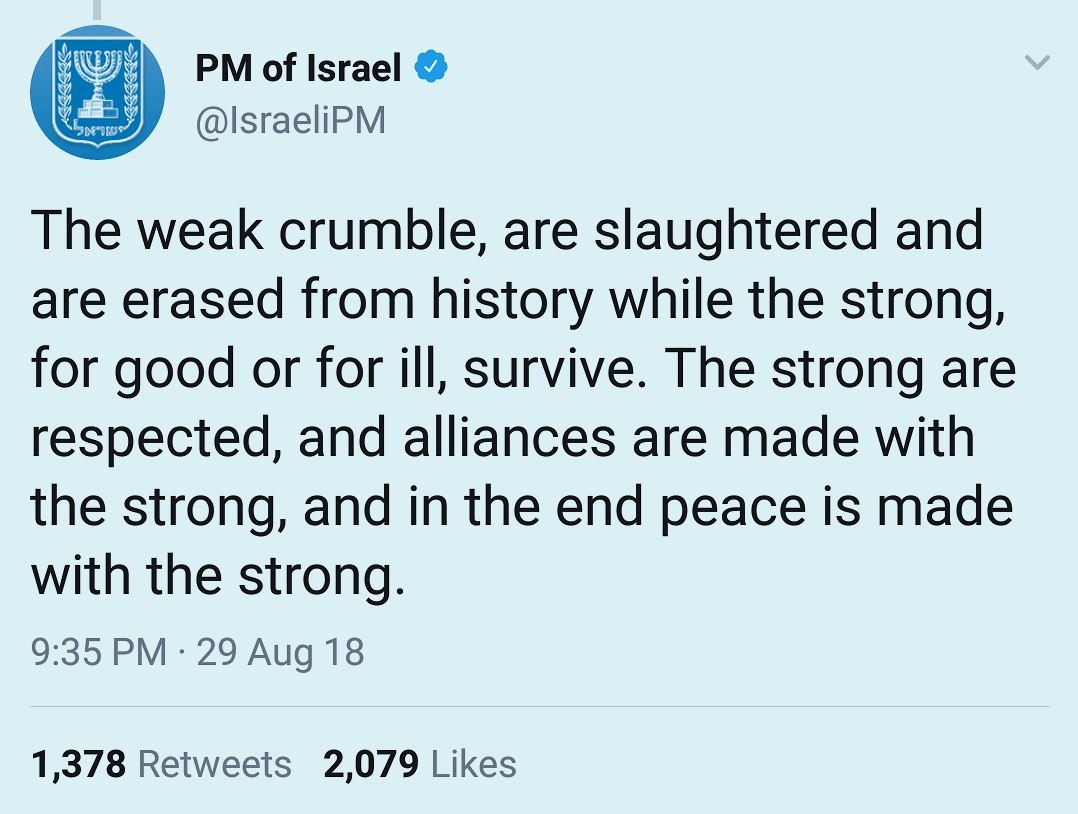 PM of Israel
@IsraeliPM
The weak crumble, are slaughtered and
are erased from history while the strong,
for good or for ill, survive. The strong are
respected, and alliances are made with
the strong, and in the end peace is made
with the strong.
9:35 PM · 29 Aug 18
1,378 Retweets 2,079 Likes
ישראל